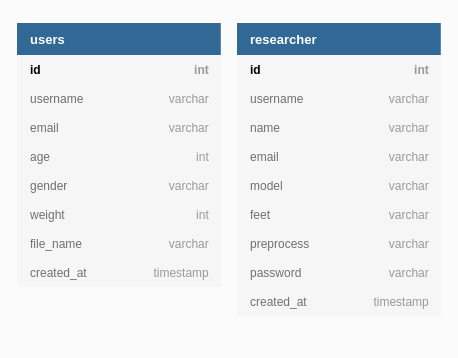 users
id int
username varchar
email varchar
age int
gender varchar
weight int
file_name varchar
created_at timestamp
researcher
id int
username varchar
name varchar
email varchar
model varchar
feet varchar
preprocess varchar
password varchar
created_at timestamp